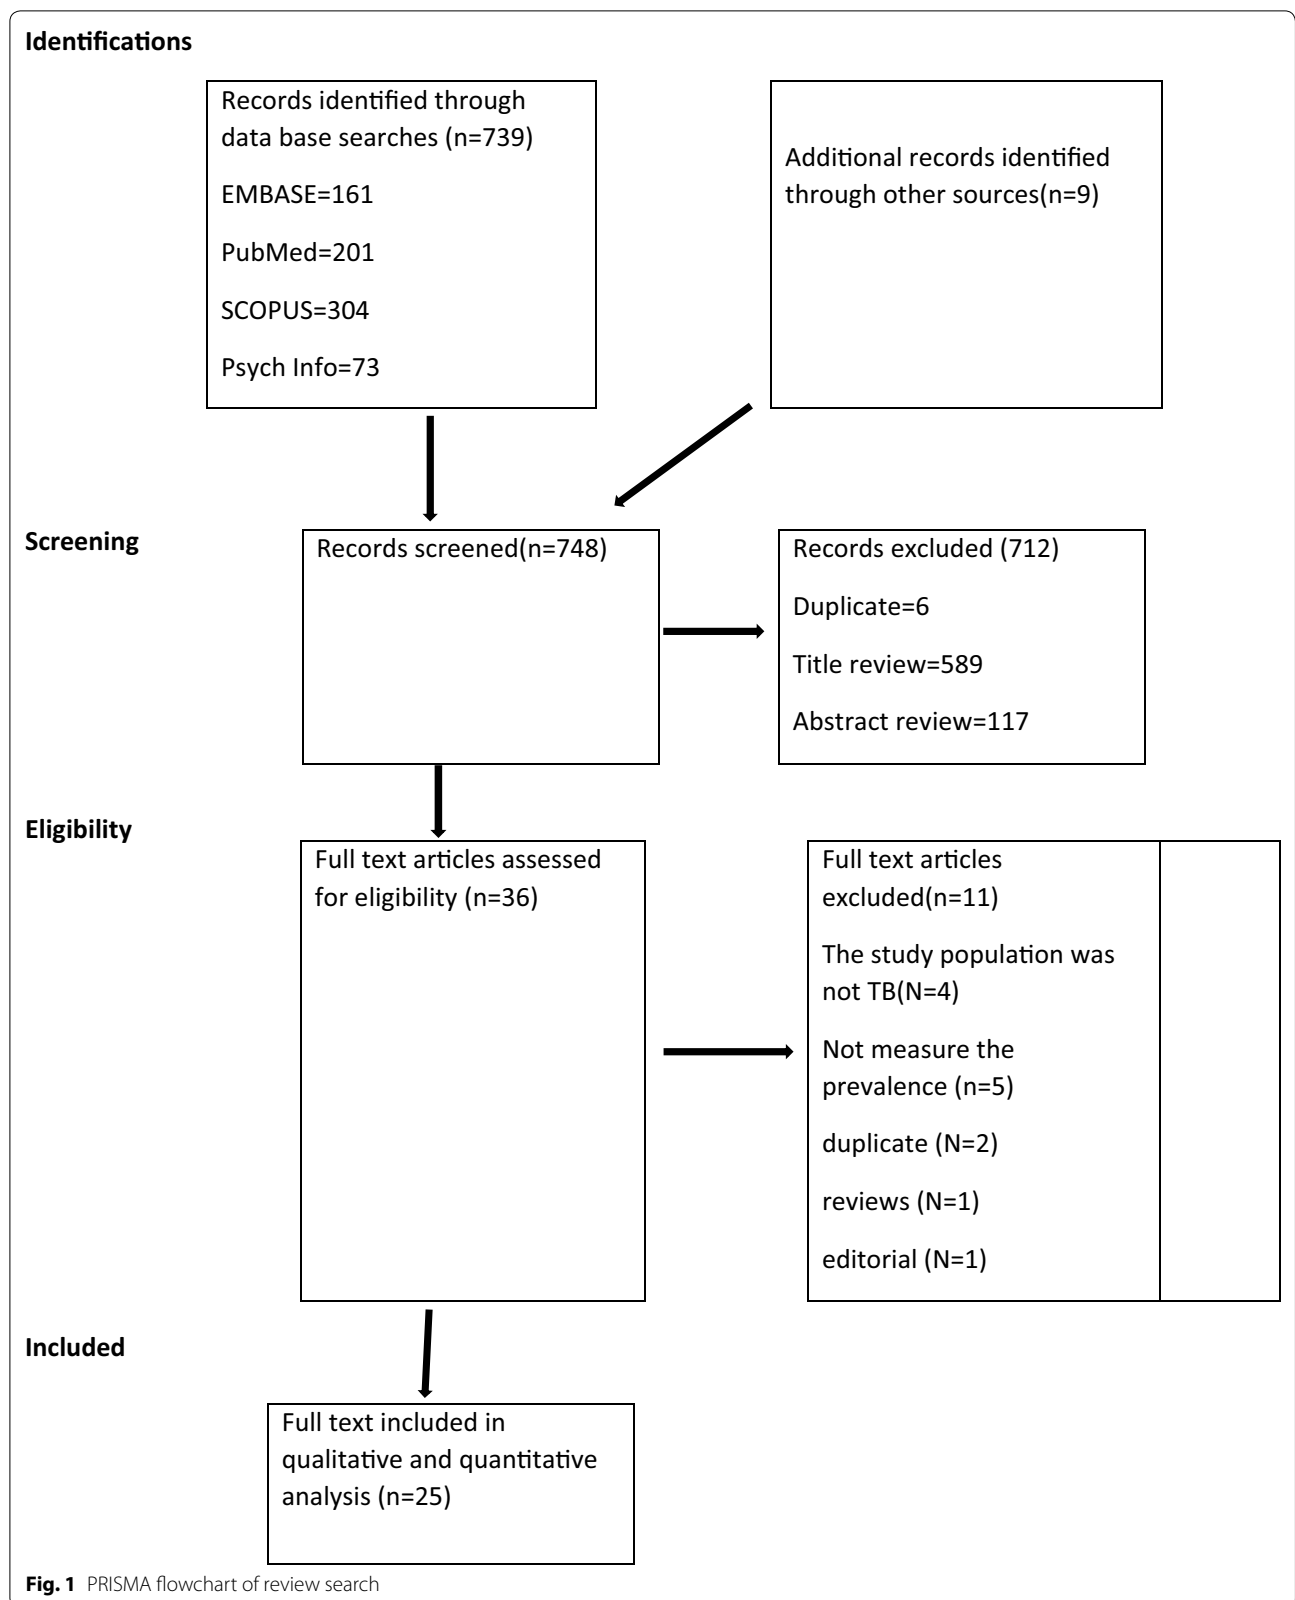 Identifications
Records identified through
data base searches (n=739)
EMBASE=161
PubMed=201
SCOPUS=304
Psych Info=73
Additional records identified
through other sources(n=9)
Screening
Records screened(n=748)
Records excluded (712)
Duplicate=6
Title review=589
Abstract review=117
Eligibility
Full text articles assessed
for eligibility (n=36)
Full text articles
excluded(n=11)
The study population was
not TB(N=4)
Not measure the
prevalence (n=5)
duplicate (N=2)
reviews (N=1)
editorial (N=1)
Included
Full text included in
qualitative and quantitative
analysis (n=25)
Fig. 1 PRISMA flowchart of review search